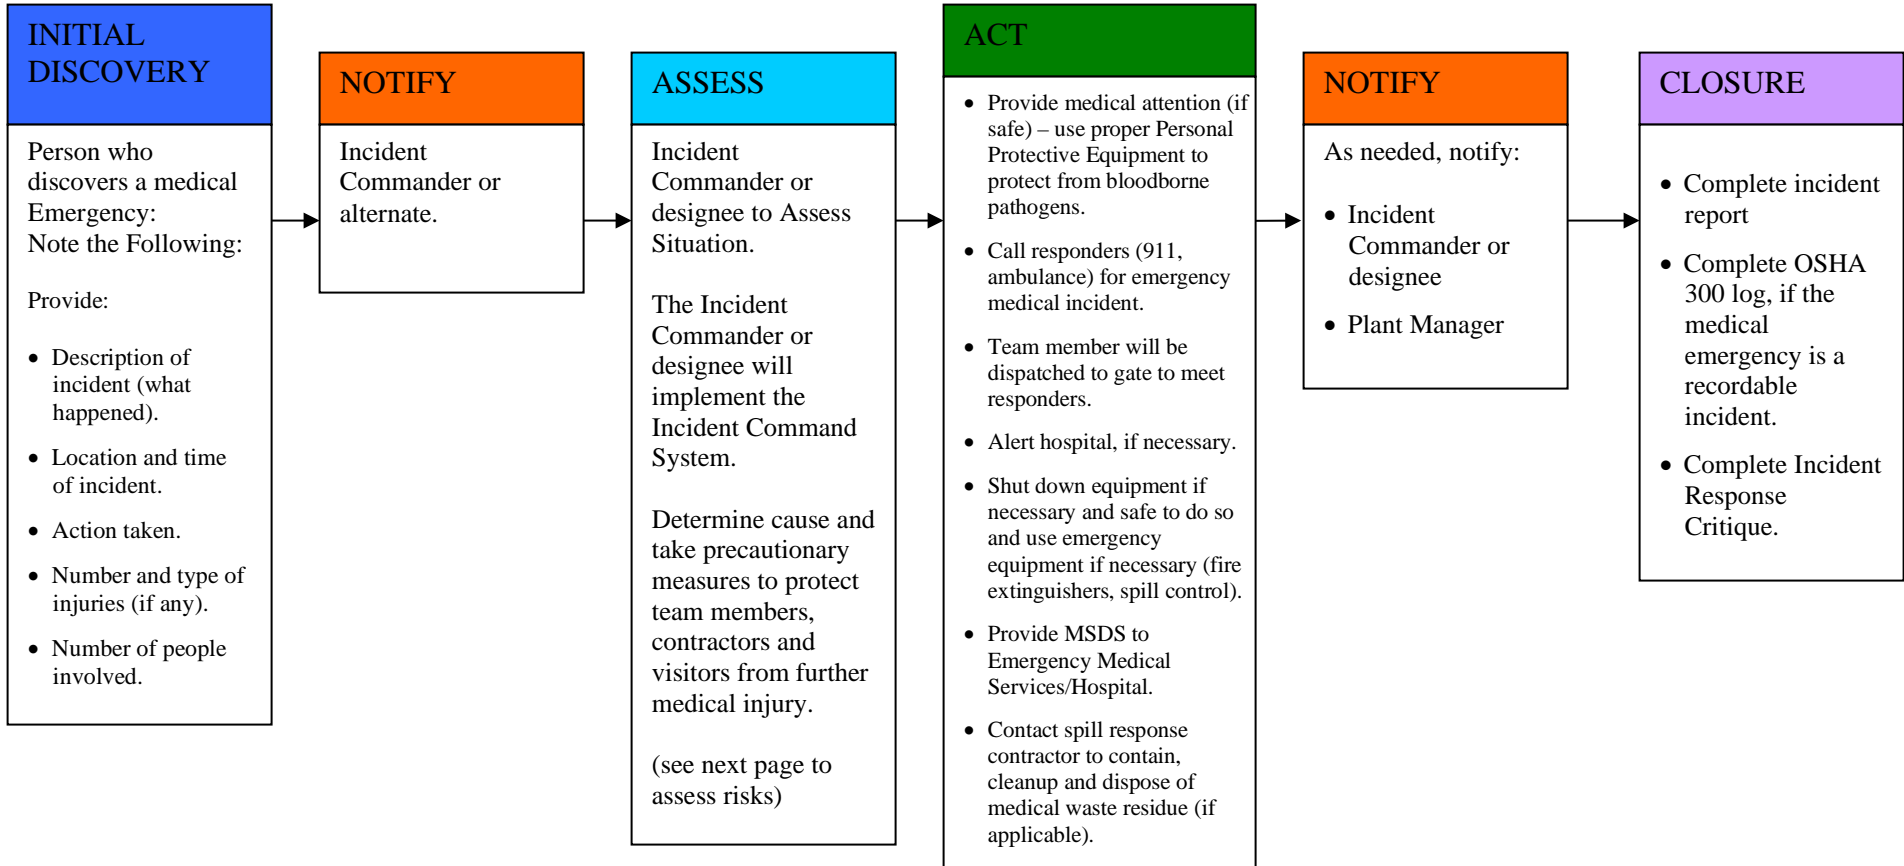 INITIAL
DISCOVERY
Person who
discovers a medical
Emergency:
Note the Following:
Provide:
• Description of
incident (what
happened).
• Location and time
of incident.
• Action taken.
• Number and type of
injuries (if any).
• Number of people
involved.
NOTIFY
Incident
Commander or
alternate.
ASSESS
Incident
Commander or
designee to Assess
Situation.
The Incident
Commander or
designee will
implement the
Incident Command
System.
Determine cause and
take precautionary
measures to protect
team members,
contractors and
visitors from further
medical injury.
(see next page to
assess risks)
ACT
• Provide medical attention (if
safe) – use proper Personal
Protective Equipment to
protect from bloodborne
pathogens.
• Call responders (911,
ambulance) for emergency
medical incident.
• Team member will be
dispatched to gate to meet
responders.
• Alert hospital, if necessary.
• Shut down equipment if
necessary and safe to do so
and use emergency
equipment if necessary (fire
extinguishers, spill control).
• Provide MSDS to
Emergency Medical
Services/Hospital.
• Contact spill response
contractor to contain,
cleanup and dispose of
medical waste residue (if
applicable).
NOTIFY
As needed, notify:
• Incident
Commander or
designee
• Plant Manager
CLOSURE
• Complete incident
report
• Complete OSHA
300 log, if the
medical
emergency is a
recordable
incident.
• Complete Incident
Response
Critique.